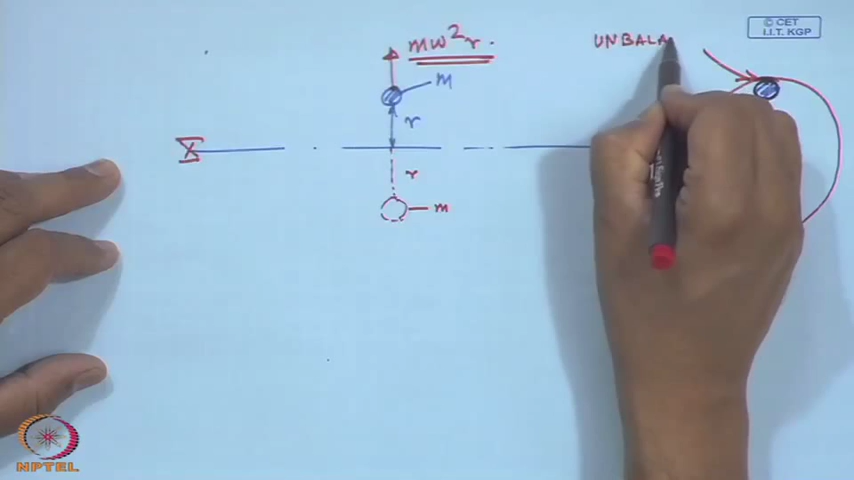 mω²r.
UNBALA
© CET
I.I.T. KGP
m
r
r
m
NPTEL